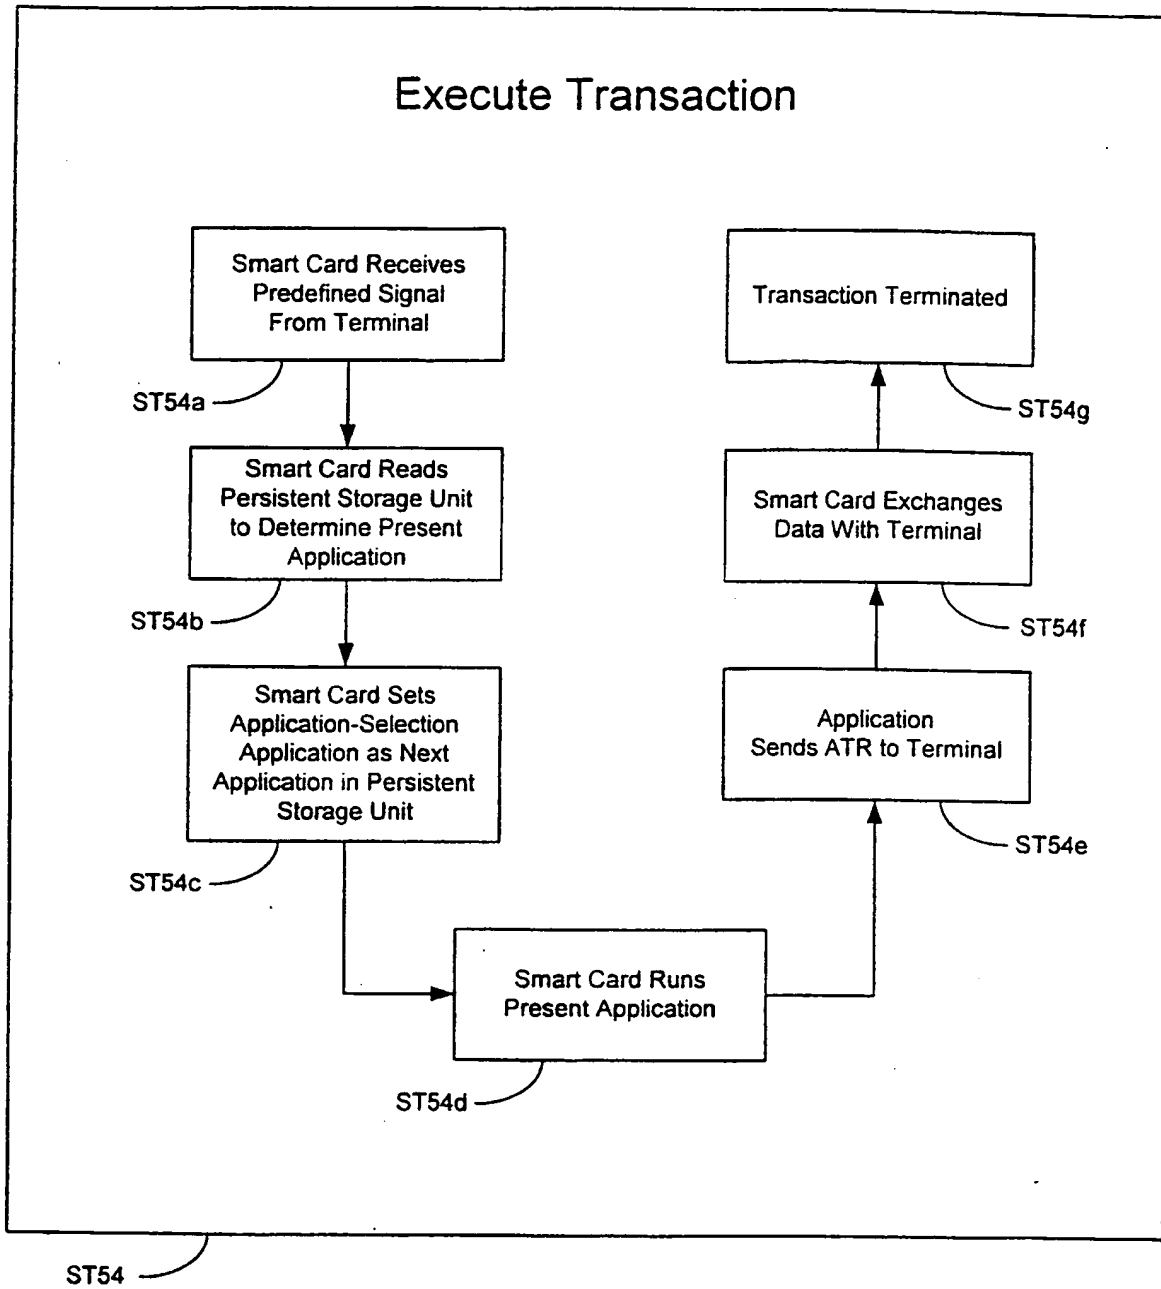 Execute Transaction
Smart Card Receives
Predefined Signal
From Terminal
ST54a
Smart Card Reads
Persistent Storage Unit
to Determine Present
Application
ST54b
Smart Card Sets
Application-Selection
Application as Next
Application in Persistent
Storage Unit
ST54c
Smart Card Runs
Present Application
ST54d
Application
Sends ATR to Terminal
ST54e
Smart Card Exchanges
Data With Terminal
ST54f
Transaction Terminated
ST54g
ST54